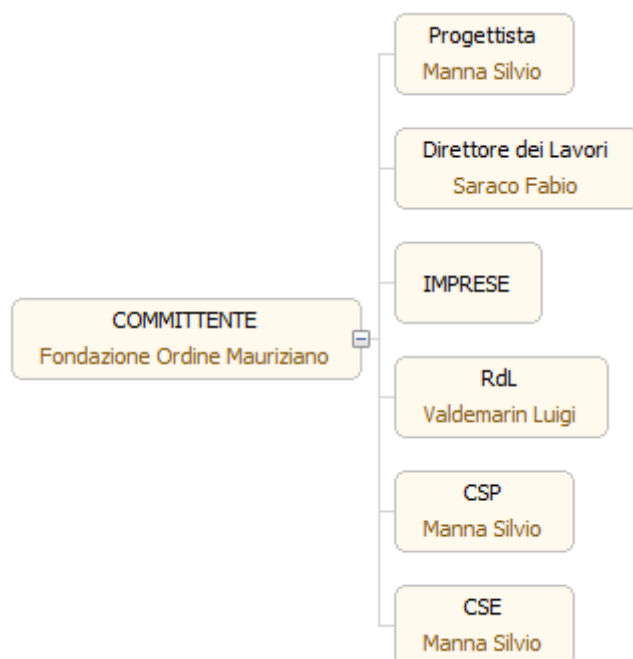 Progettista
Manna Silvio
Direttore dei Lavori
Saraco Fabio
IMPRESE
COMMITTENTE
Fondazione Ordine Mauriziano
RdL
Valdemarin Luigi
CSP
Manna Silvio
CSE
Manna Silvio